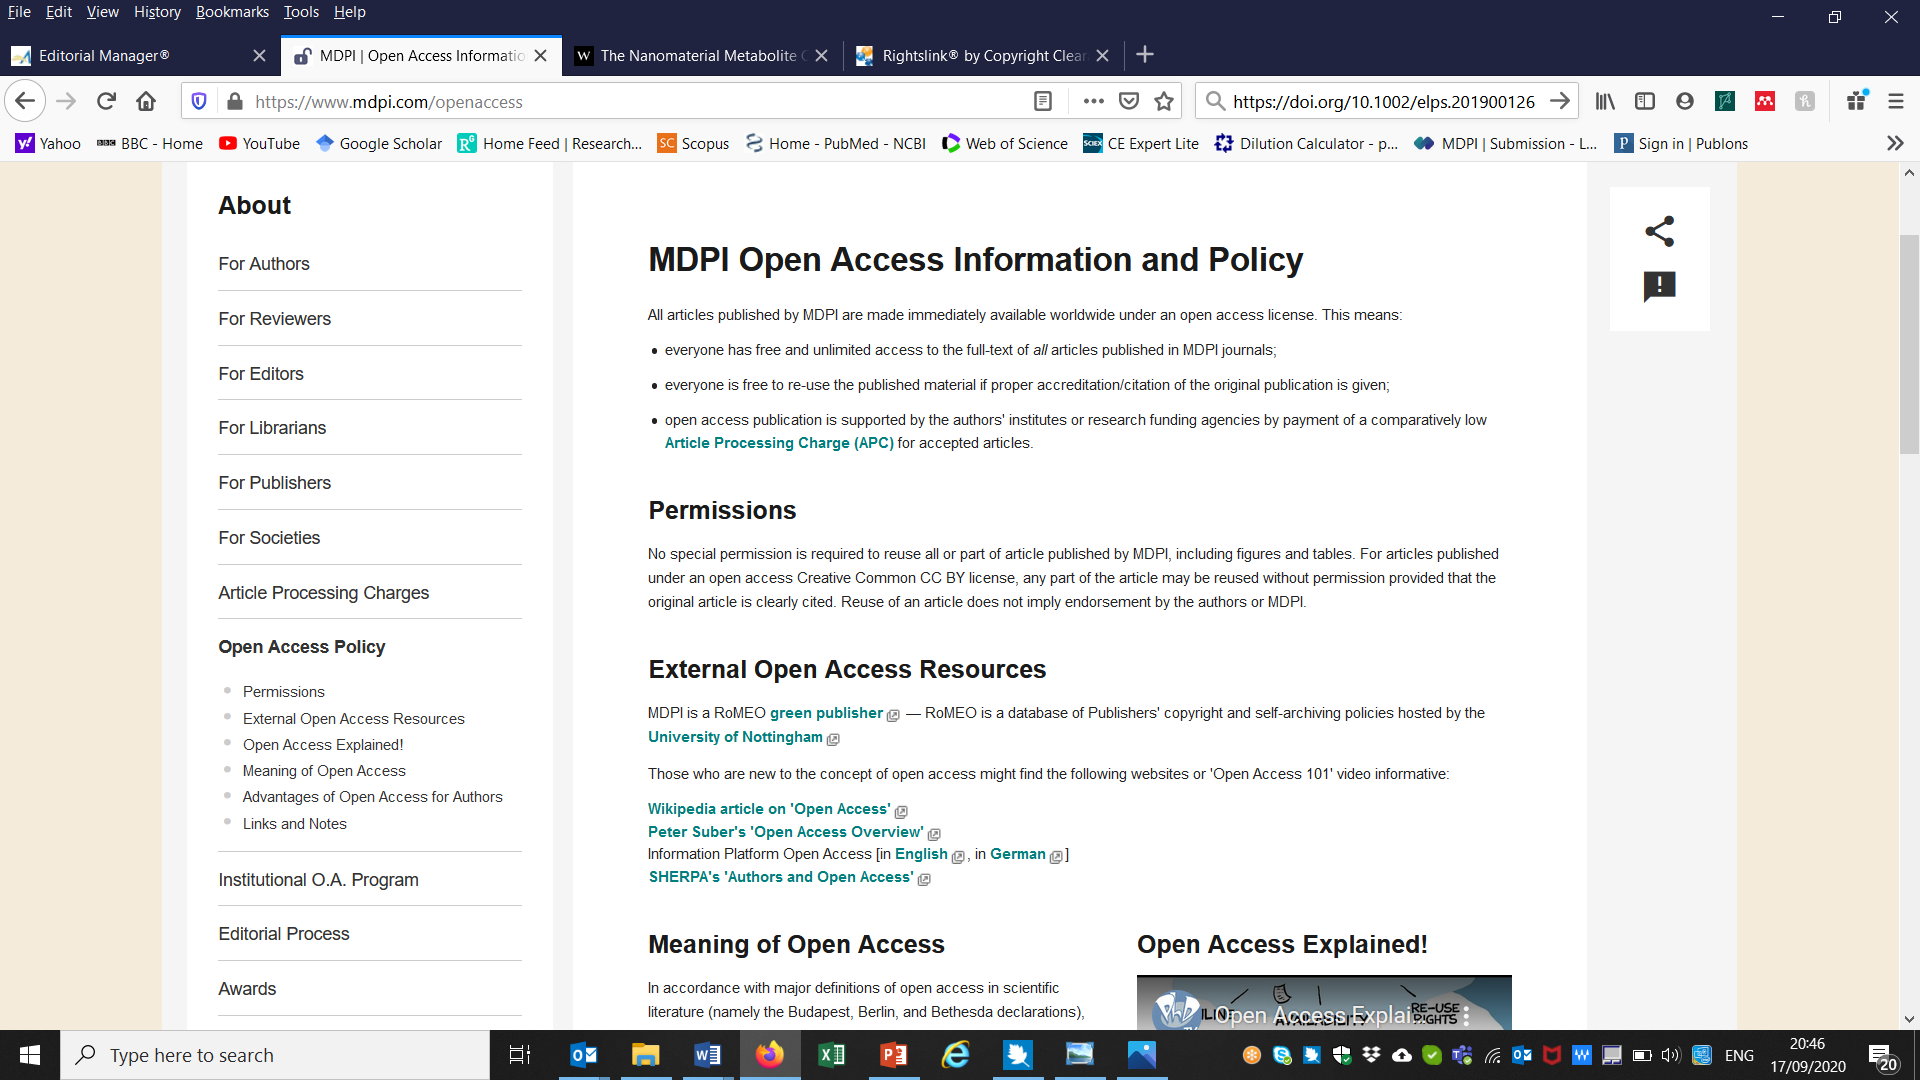 File Edit View History Bookmarks Tools Help
Editorial Manager®
MDPI | Open Access Informatio
The Nanomaterial Metabolite
Rightslink® by Copyright Clear
https://www.mdpi.com/openaccess
https://doi.org/10.1002/elps.201900126
Yahoo
BBC - Home
YouTube
Google Scholar
Home Feed | Research...
Scopus
Home - PubMed - NCBI
Web of Science
CE Expert Lite
Dilution Calculator - p...
MDPI | Submission - L...
Sign in | Publons
About
For Authors
For Reviewers
For Editors
For Librarians
For Publishers
For Societies
Article Processing Charges
Open Access Policy
Permissions
External Open Access Resources
Open Access Explained!
Meaning of Open Access
Advantages of Open Access for Authors
Links and Notes
Institutional O.A. Program
Editorial Process
Awards
MDPI Open Access Information and Policy
All articles published by MDPI are made immediately available worldwide under an open access license. This means:
everyone has free and unlimited access to the full-text of all articles published in MDPI journals;
everyone is free to re-use the published material if proper accreditation/citation of the original publication is given;
open access publication is supported by the authors' institutes or research funding agencies by payment of a comparatively low
Article Processing Charge (APC) for accepted articles.
Permissions
No special permission is required to reuse all or part of article published by MDPI, including figures and tables. For articles published
under an open access Creative Common CC BY license, any part of the article may be reused without permission provided that the
original article is clearly cited. Reuse of an article does not imply endorsement by the authors or MDPI.
External Open Access Resources
MDPI is a RoMEO green publisher — RoMEO is a database of Publishers' copyright and self-archiving policies hosted by the
University of Nottingham
Those who are new to the concept of open access might find the following websites or 'Open Access 101' video informative:
Wikipedia article on 'Open Access'
Peter Suber's 'Open Access Overview'
Information Platform Open Access [in English , in German ]
SHERPA's 'Authors and Open Access'
Meaning of Open Access
In accordance with major definitions of open access in scientific
literature (namely the Budapest, Berlin, and Bethesda declarations),
Open Access Explained!
Open Access Explai...
AVAILABILITY
RE-USE
RIGHTS
Type here to search
ENG
20:46
17/09/2020
20